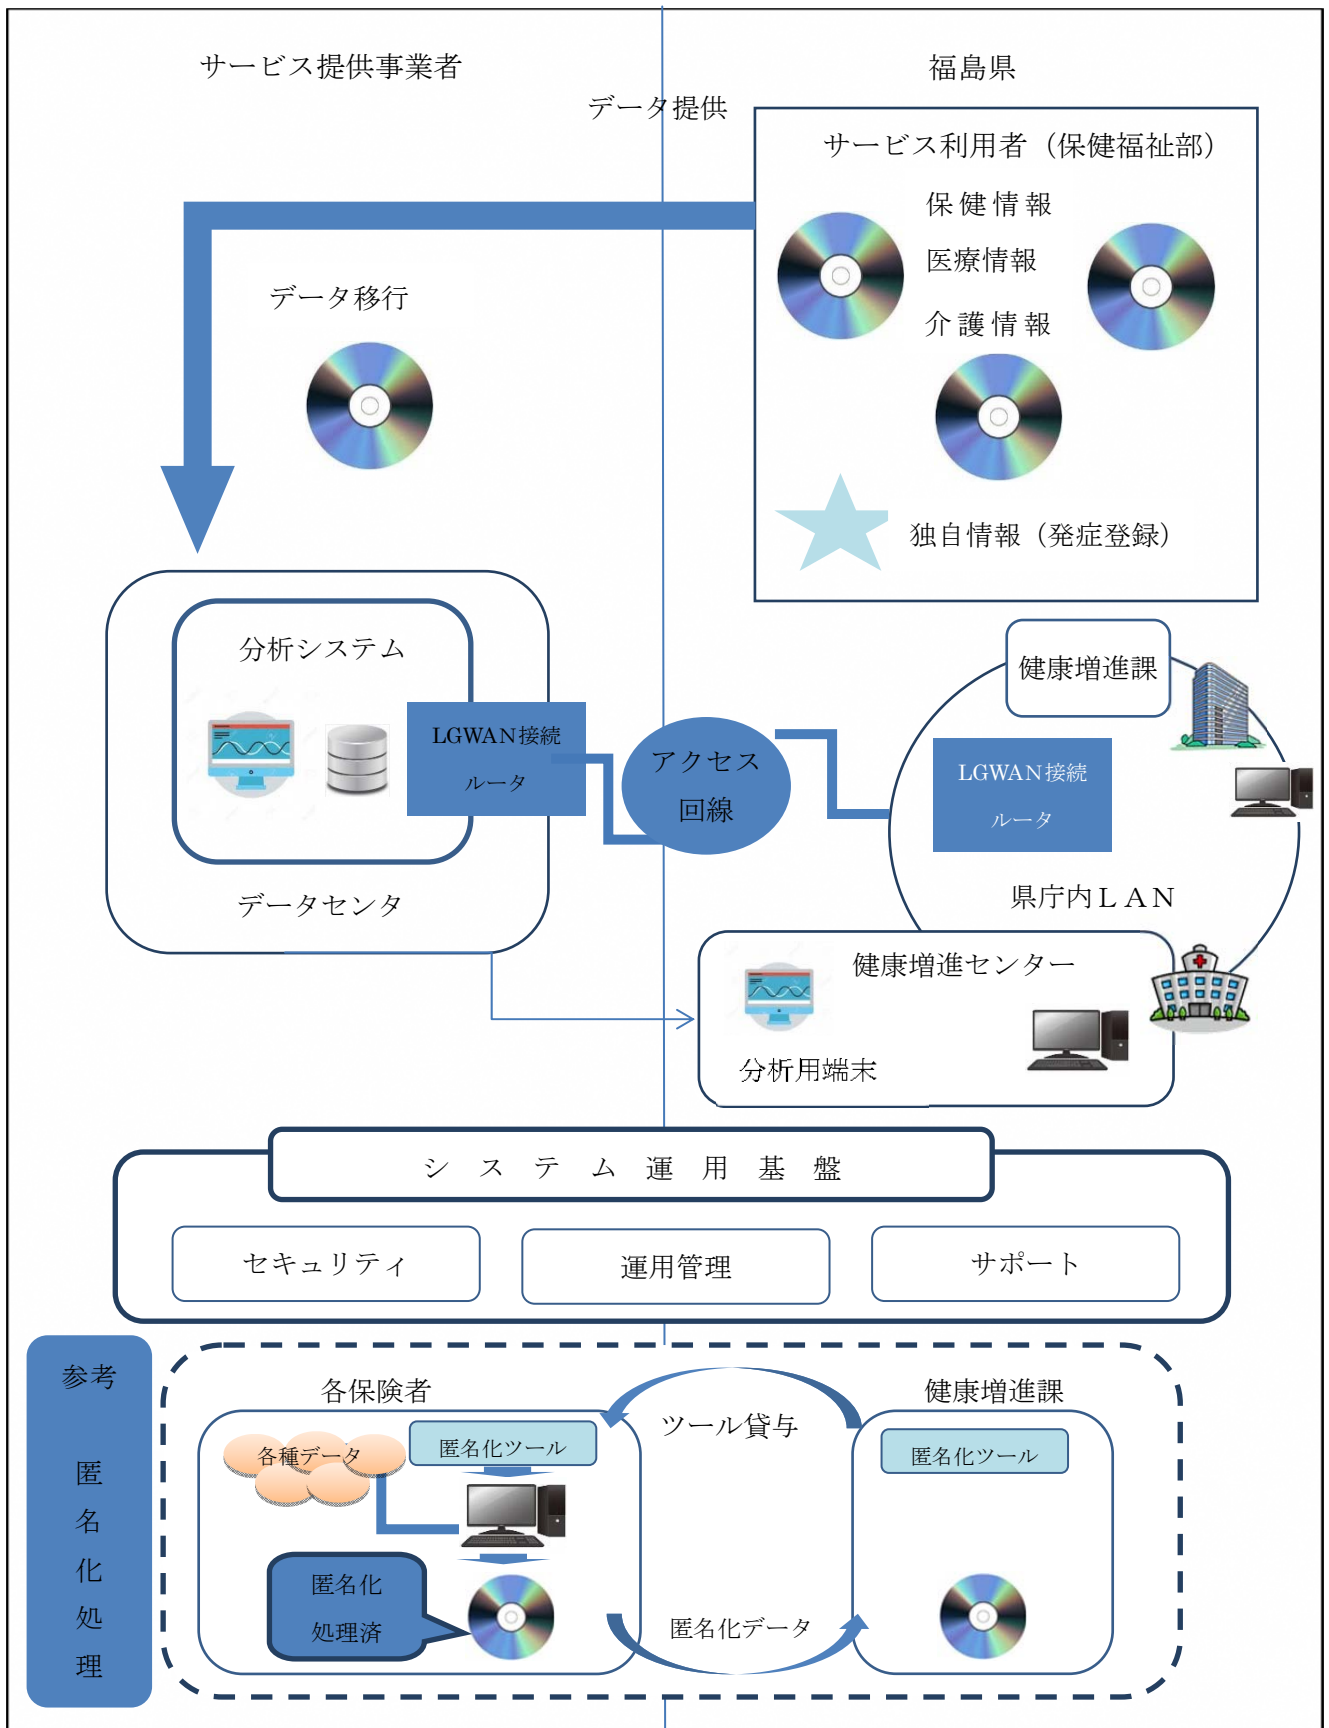 サービス提供事業者
福島県
データ提供
サービス利用者（保健福祉部）
保健情報
医療情報
介護情報
データ移行
独自情報（発症登録）
分析システム
LGWAN接続
ルータ
データセンタ
アクセス
回線
健康増進課
LGWAN接続
ルータ
県庁内ＬＡＮ
健康増進センター
分析用端末
システム運用基盤
セキュリティ
運用管理
サポート
参考
匿名化処理
各保険者
健康増進課
ツール貸与
各種データ
匿名化ツール
匿名化ツール
匿名化
処理済
匿名化データ